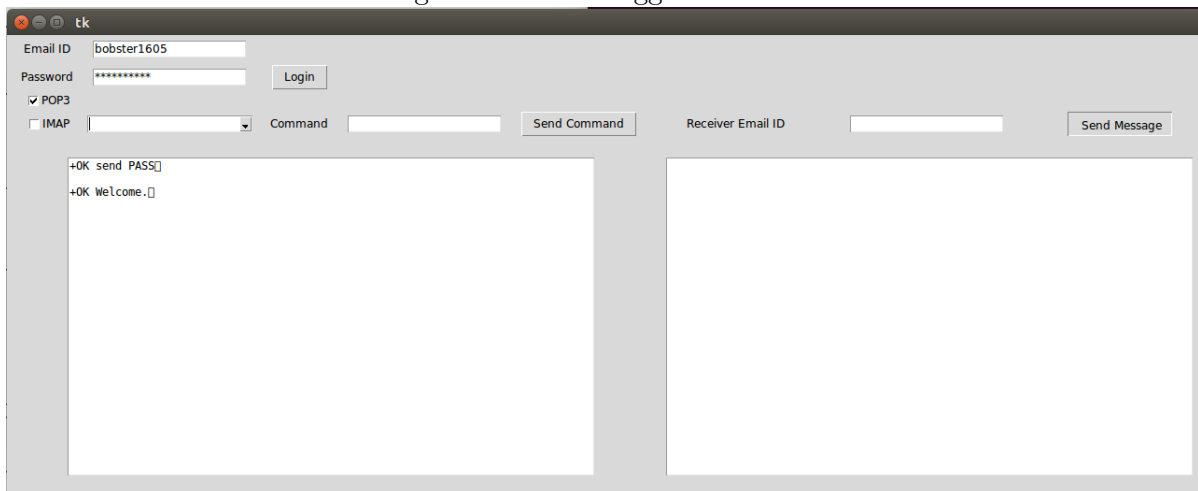 tk
Email ID bobster1605
Password ********** Login
POP3
IMAP Command Send Command Receiver Email ID Send Message
+OK send PASS
+OK Welcome.